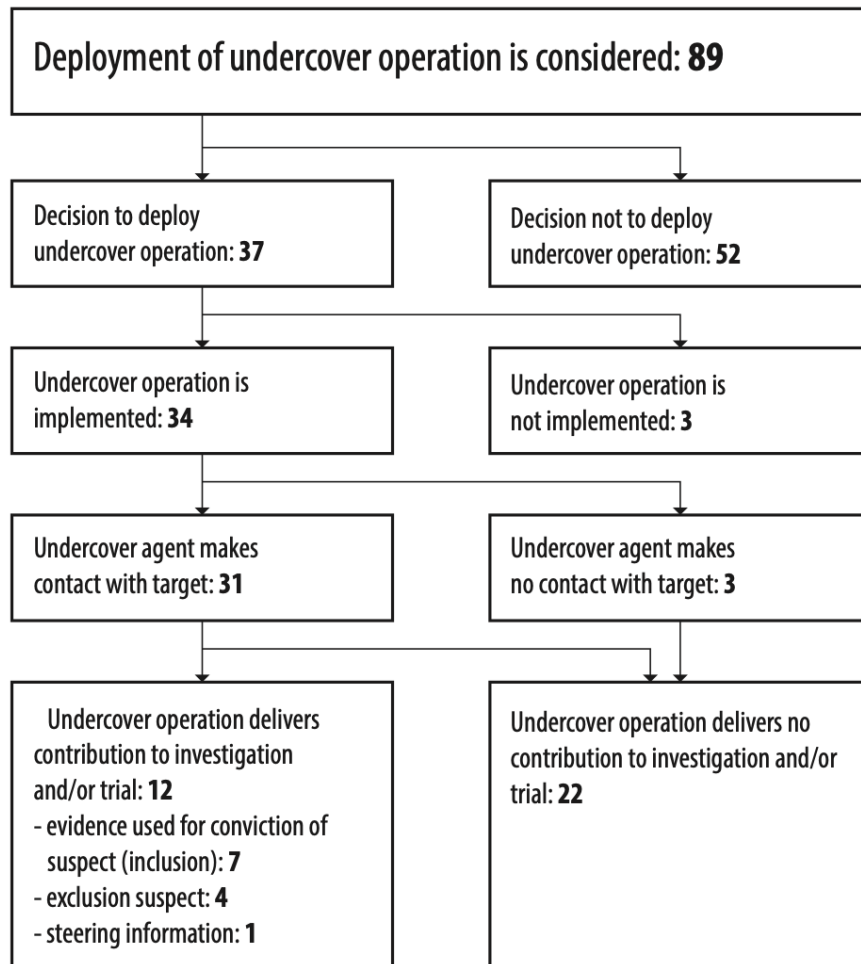 Deployment of undercover operation is considered: 89
Decision to deploy
undercover operation: 37
Decision not to deploy
undercover operation: 52
Undercover operation is
implemented: 34
Undercover operation is
not implemented: 3
Undercover agent makes
contact with target: 31
Undercover agent makes
no contact with target: 3
Undercover operation delivers
contribution to investigation
and/or trial: 12
- evidence used for conviction of
suspect (inclusion): 7
- exclusion suspect: 4
- steering information: 1
Undercover operation delivers no
contribution to investigation and/or
trial: 22